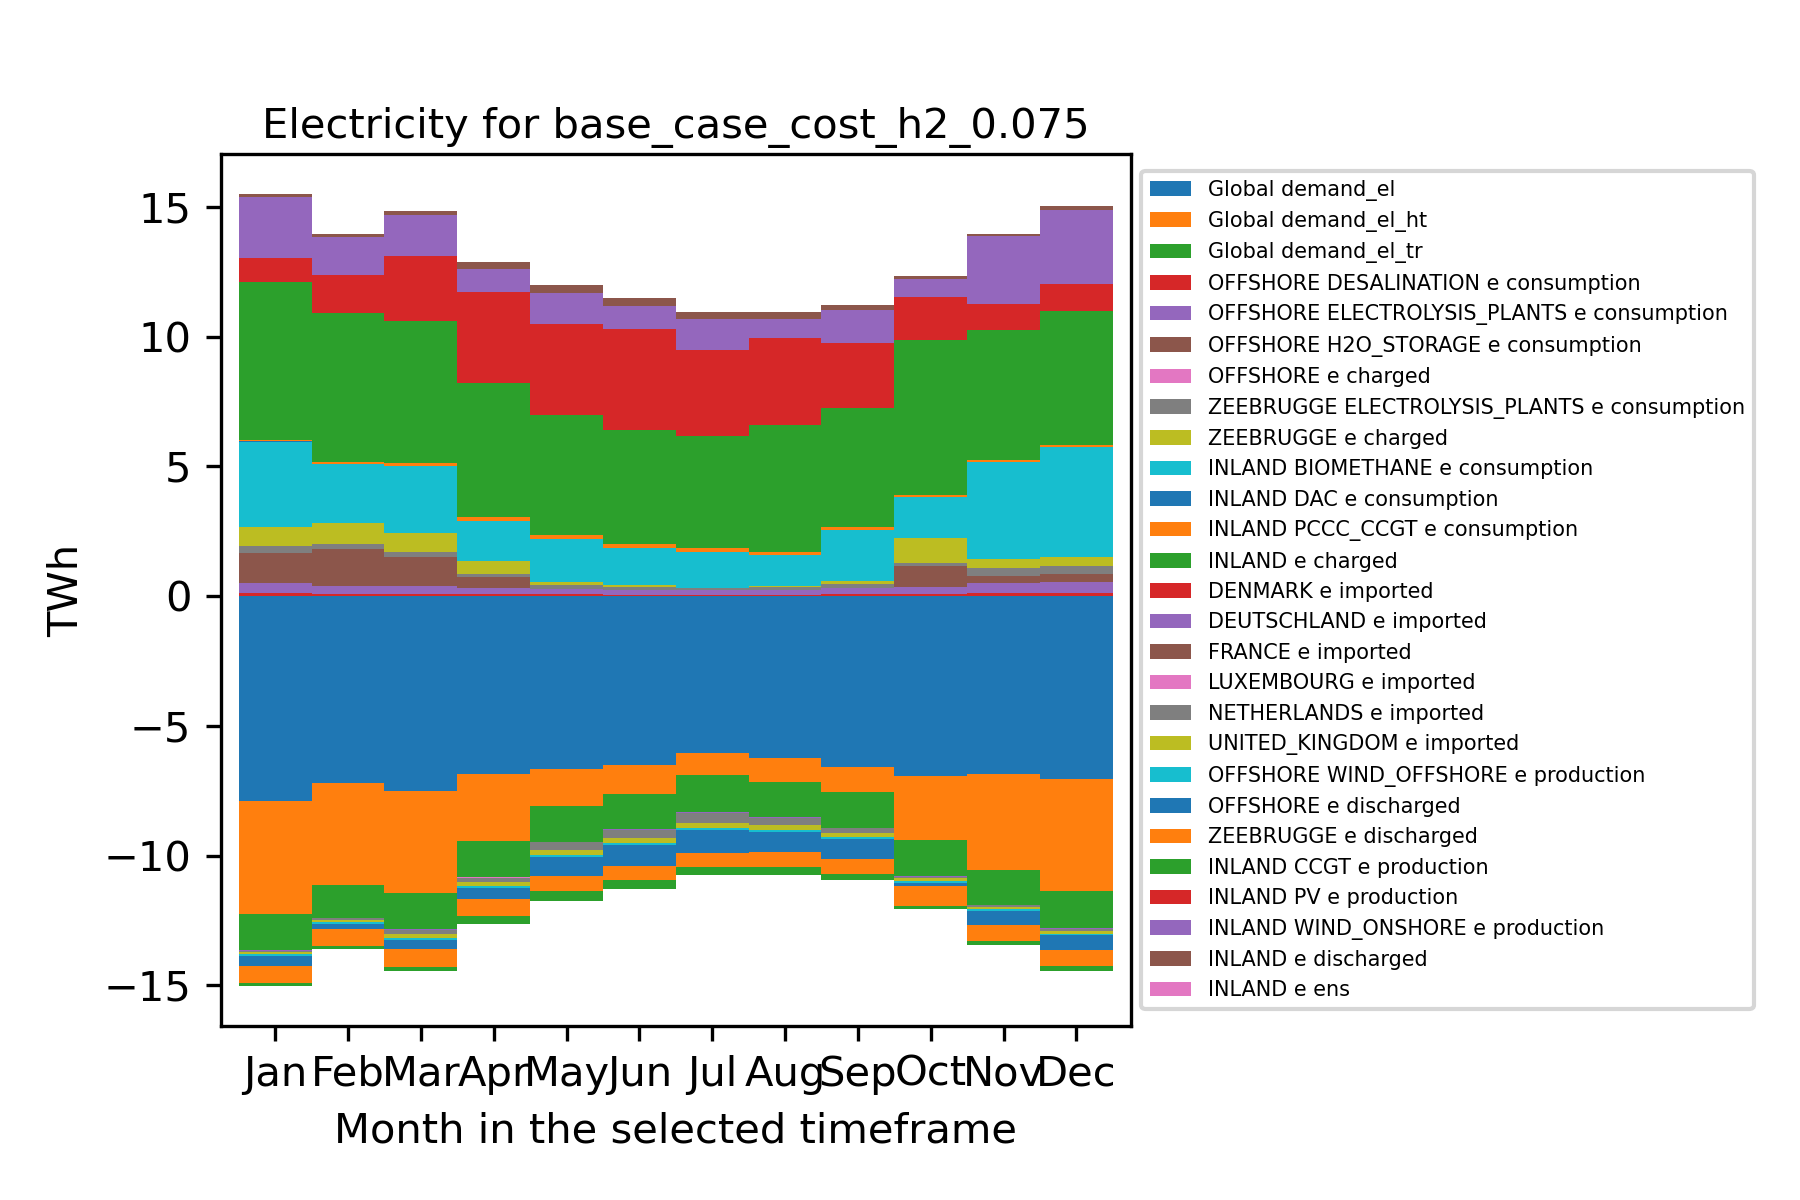 Electricity for base_case_cost_h2_0.075
15
10
5
0
−5
−10
−15
TWh
Jan Feb Mar Apr May Jun Jul Aug Sep Oct Nov Dec
Month in the selected timeframe
Global demand_el
Global demand_el_ht
Global demand_el_tr
OFFSHORE DESALINATION e consumption
OFFSHORE ELECTROLYSIS_PLANTS e consumption
OFFSHORE H2O_STORAGE e consumption
OFFSHORE e charged
ZEEBRUGGE ELECTROLYSIS_PLANTS e consumption
ZEEBRUGGE e charged
INLAND BIOMETHANE e consumption
INLAND DAC e consumption
INLAND PCCC_CCGT e consumption
INLAND e charged
DENMARK e imported
DEUTSCHLAND e imported
FRANCE e imported
LUXEMBOURG e imported
NETHERLANDS e imported
UNITED_KINGDOM e imported
OFFSHORE WIND_OFFSHORE e production
OFFSHORE e discharged
ZEEBRUGGE e discharged
INLAND CCGT e production
INLAND PV e production
INLAND WIND_ONSHORE e production
INLAND e discharged
INLAND e ens